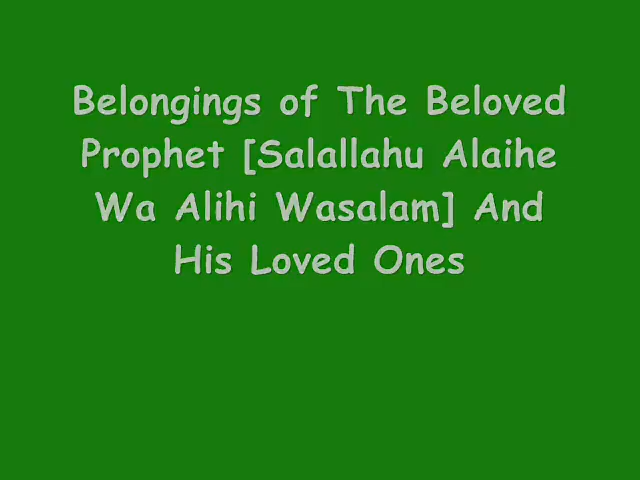 Belongings of The Beloved
Prophet [Salallahu Alaihe
Wa Alihi Wasalam] And
His Loved Ones